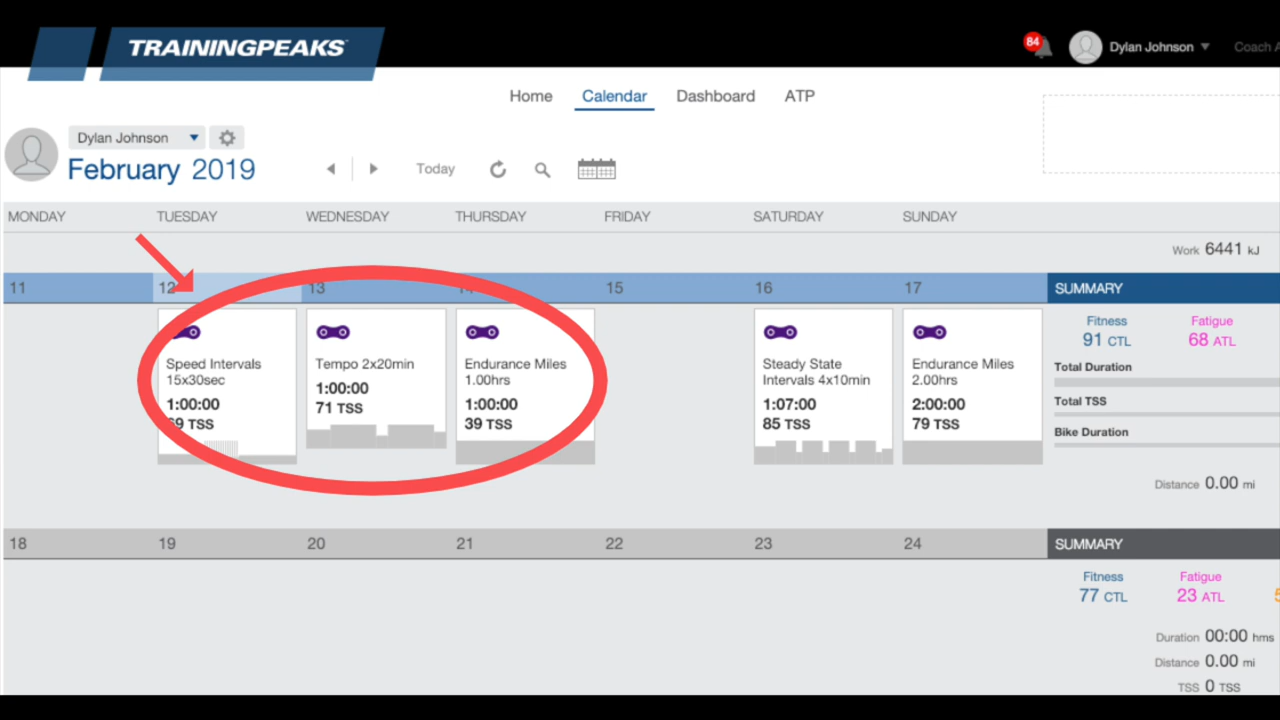 TRAININGPEAKS
84
Dylan Johnson
Coach
Home Calendar Dashboard ATP
Dylan Johnson
February 2019
Today
MONDAY TUESDAY WEDNESDAY THURSDAY FRIDAY SATURDAY SUNDAY
Work 6441 kJ
11 12 13 14 15 16 17 SUMMARY
Speed Intervals
15x30sec
1:00:00
69 TSS
Tempo 2x20min
1:00:00
71 TSS
Endurance Miles
1.00hrs
1:00:00
39 TSS
Steady State
Intervals 4x10min
1:07:00
85 TSS
Endurance Miles
2.00hrs
2:00:00
79 TSS
Fitness Fatigue
91 CTL 68 ATL
Total Duration
Total TSS
Bike Duration
Distance 0.00 mi
18 19 20 21 22 23 24 SUMMARY
Fitness Fatigue
77 CTL 23 ATL
Duration 00:00 hms
Distance 0.00 mi
TSS 0 TSS